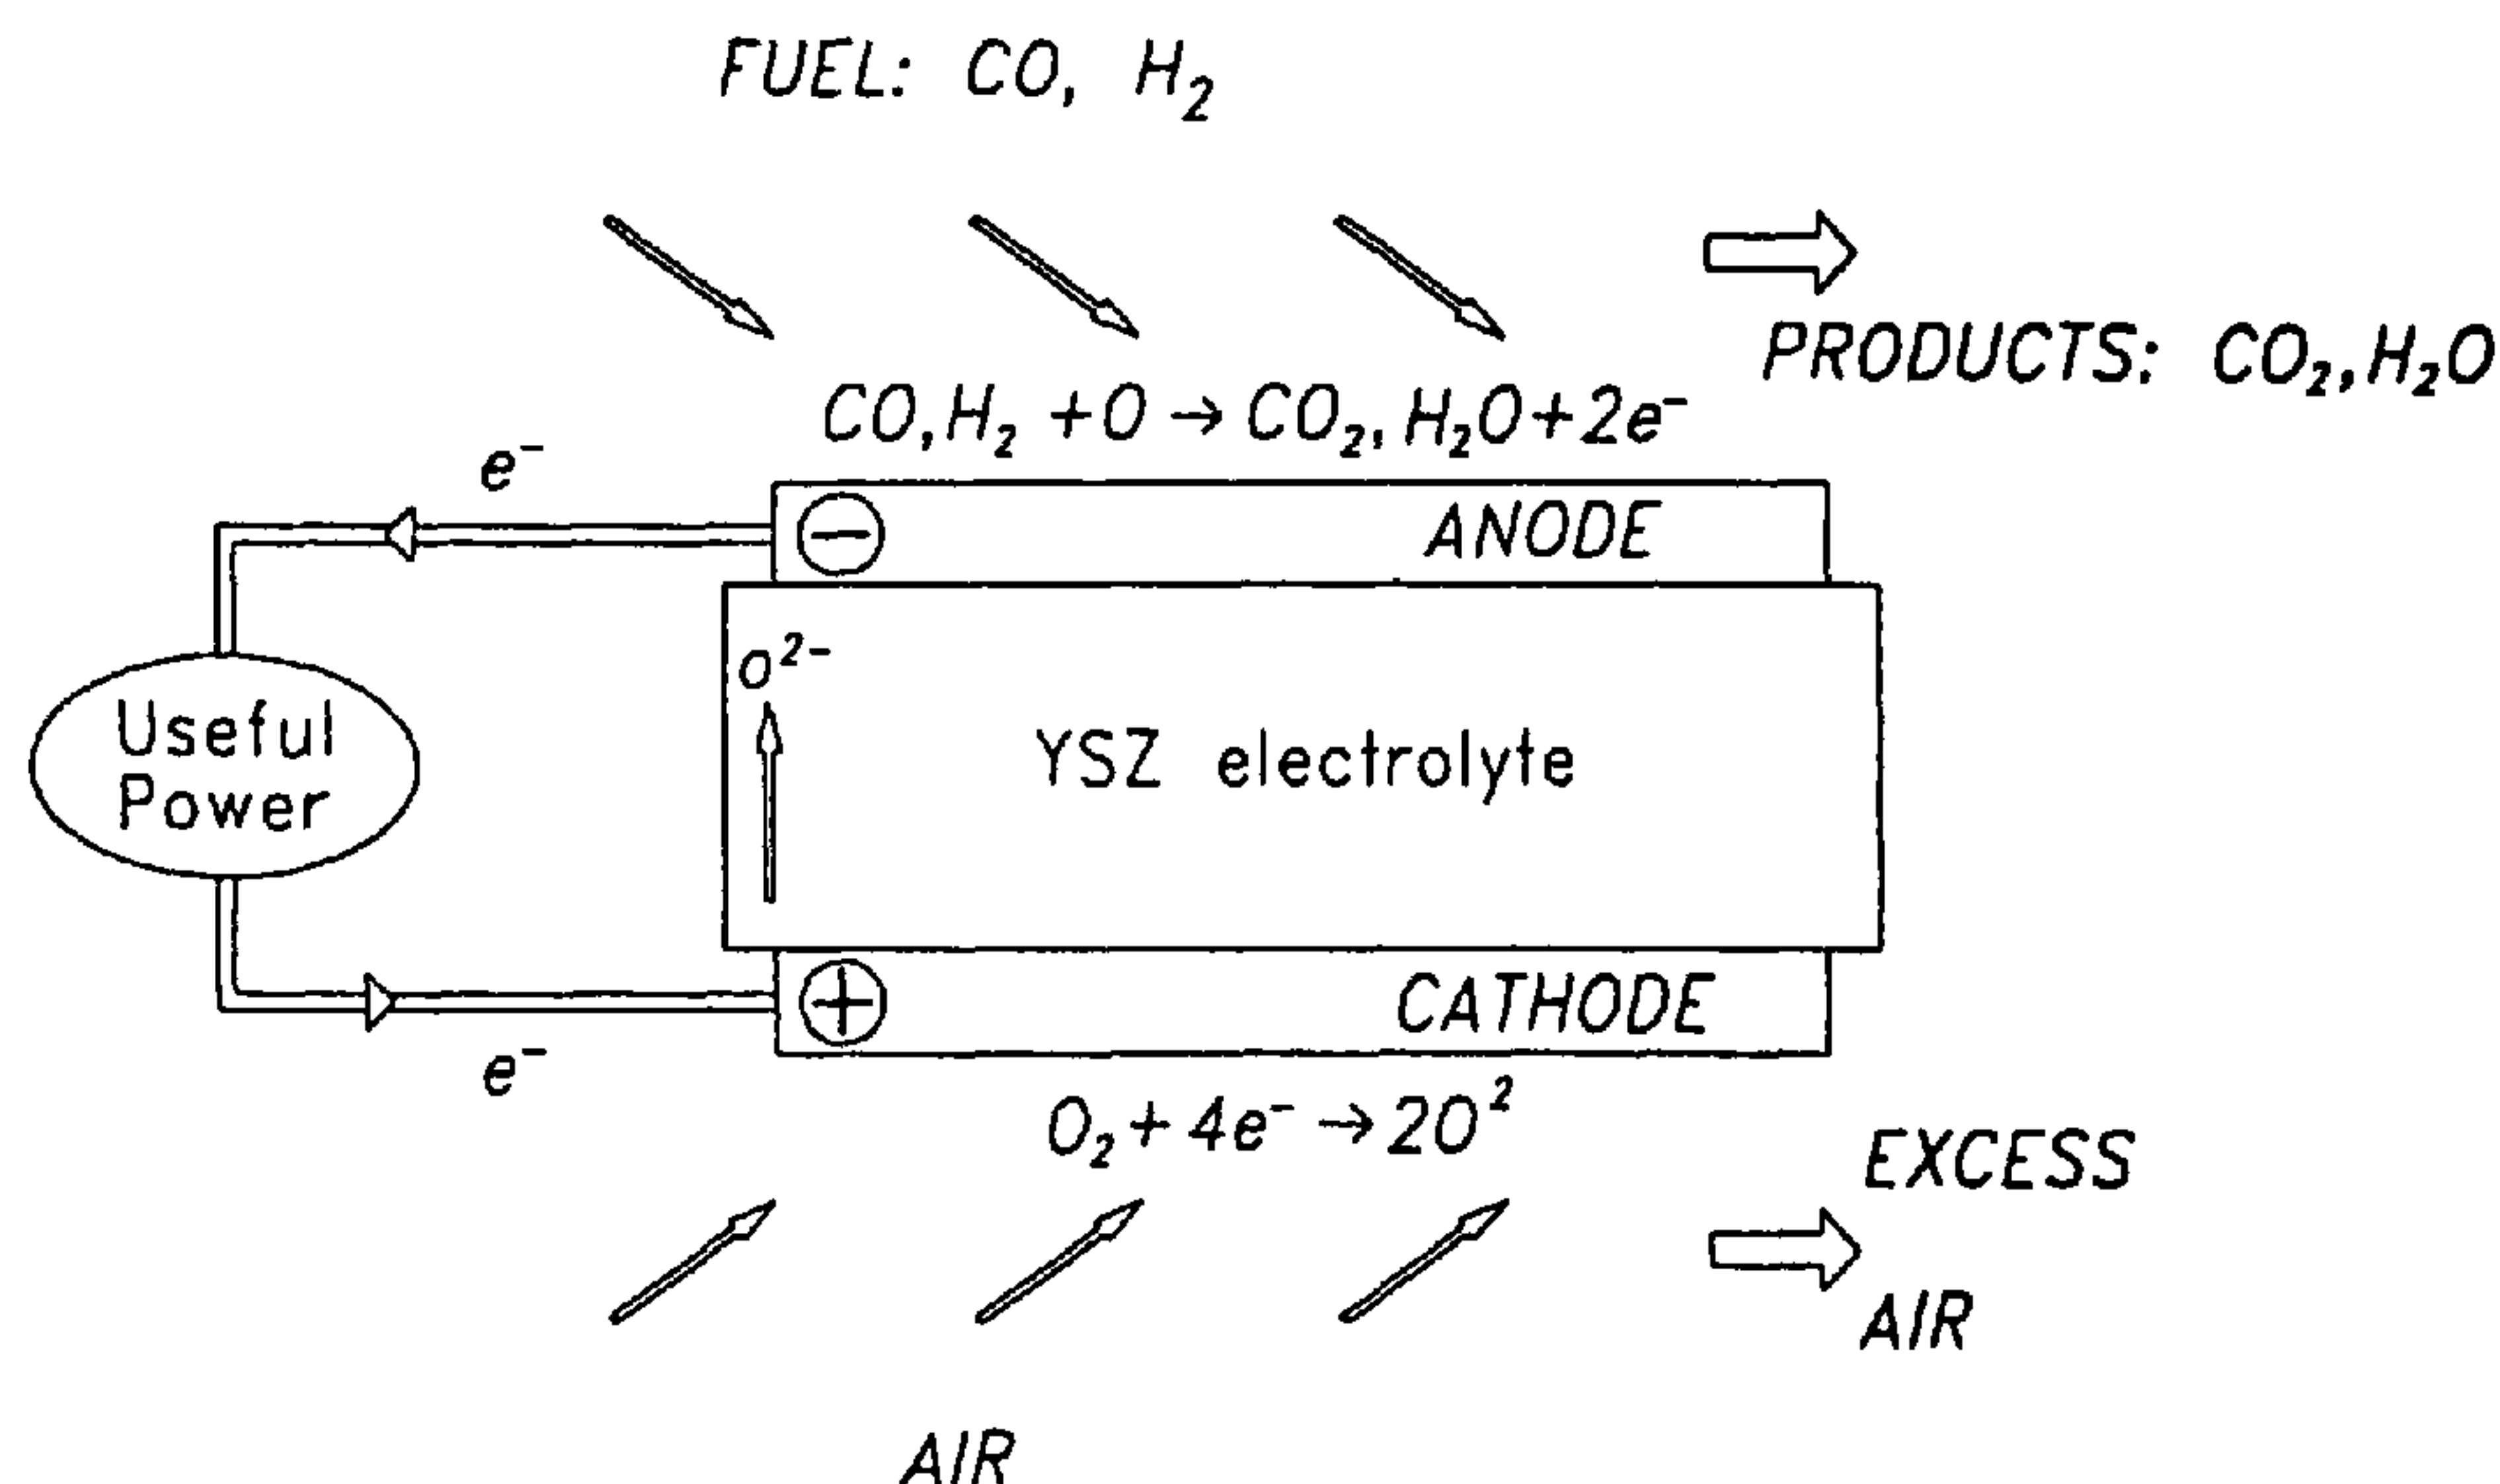 FUEL: CO, H₂
PRODUCTS: CO₂,H₂O
CO,H₂ +O → CO₂, H₂O+2e⁻
e⁻
⊖ ANODE
O²⁻
Useful
Power
YSZ electrolyte
⊕ CATHODE
e⁻
O₂+ 4e⁻ →2O²
EXCESS
AIR
AIR